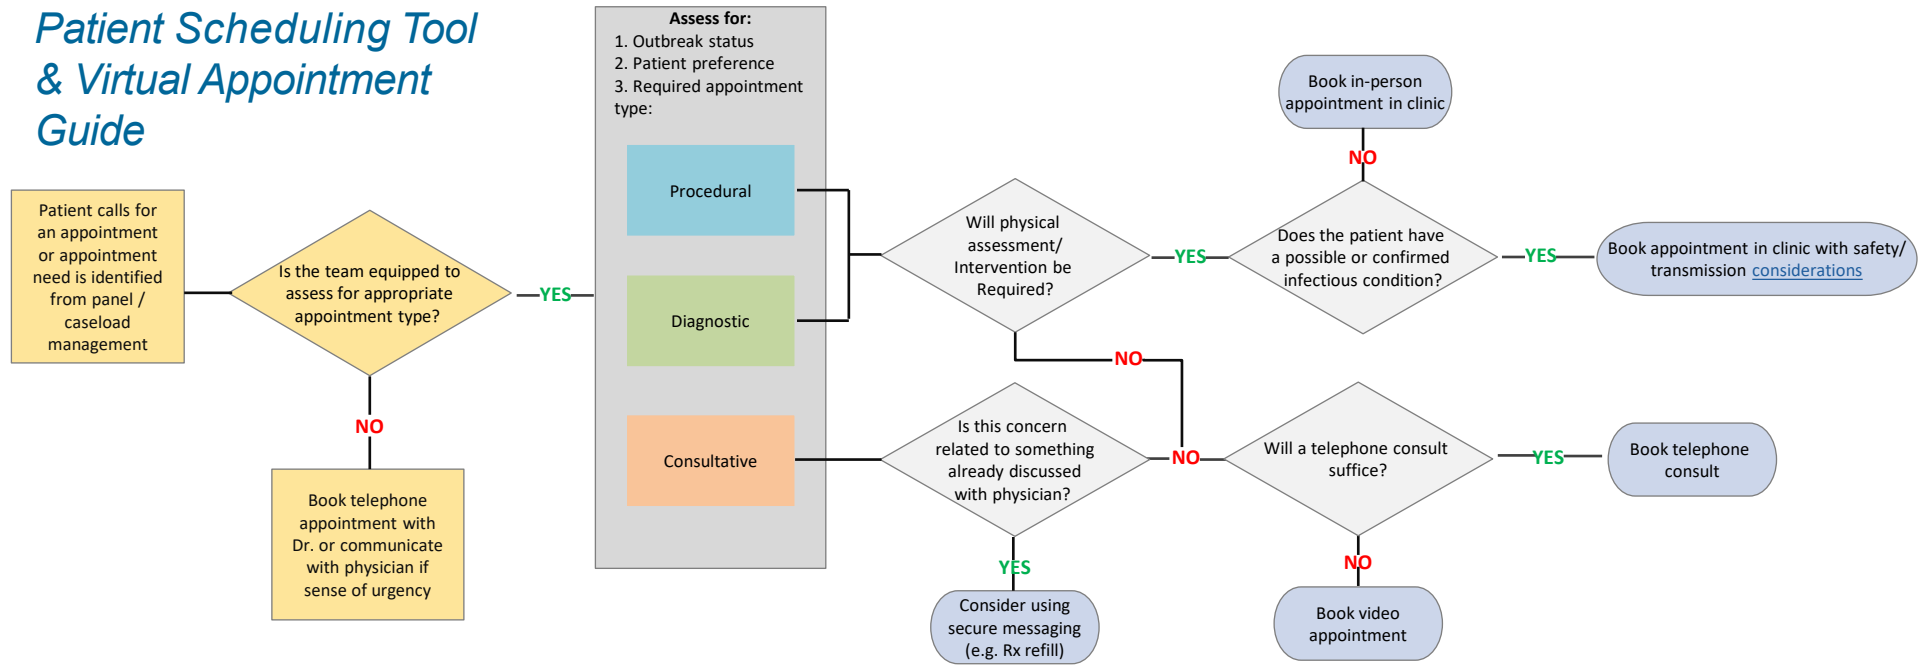 Patient Scheduling Tool
& Virtual Appointment
Guide
Patient calls for
an appointment
or appointment
need is identified
from panel /
caseload
management
Is the team equipped to
assess for appropriate
appointment type?
YES
NO
Book telephone
appointment with
Dr. or communicate
with physician if
sense of urgency
Assess for:
1. Outbreak status
2. Patient preference
3. Required appointment
type:
Procedural
Diagnostic
Consultative
Will physical
assessment/
Intervention be
Required?
YES
NO
Does the patient have
a possible or confirmed
infectious condition?
NO
Book in-person
appointment in clinic
YES
Book appointment in clinic with safety/
transmission considerations
Is this concern
related to something
already discussed
with physician?
NO
YES
Consider using
secure messaging
(e.g. Rx refill)
Will a telephone consult
suffice?
YES
Book telephone
consult
NO
Book video
appointment